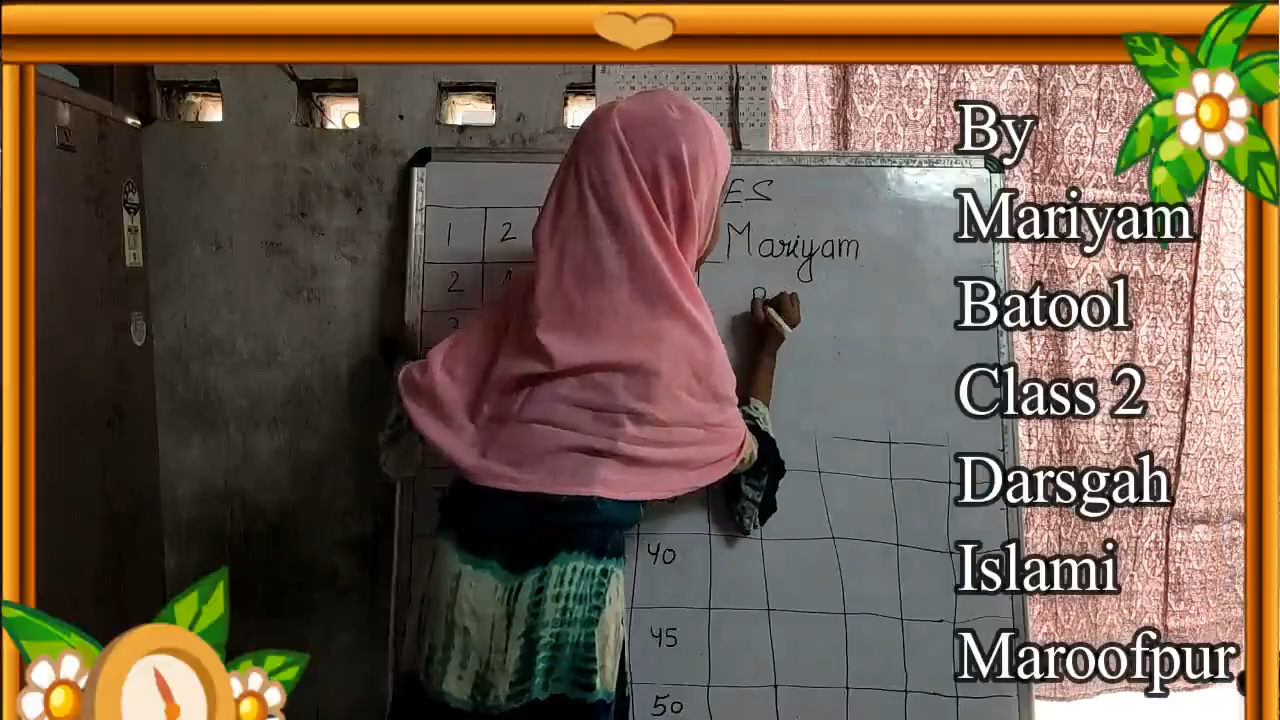 ES
1 2
2
Mariyam
40
45
50
By
Mariyam
Batool
Class 2
Darsgah
Islami
Maroofpur